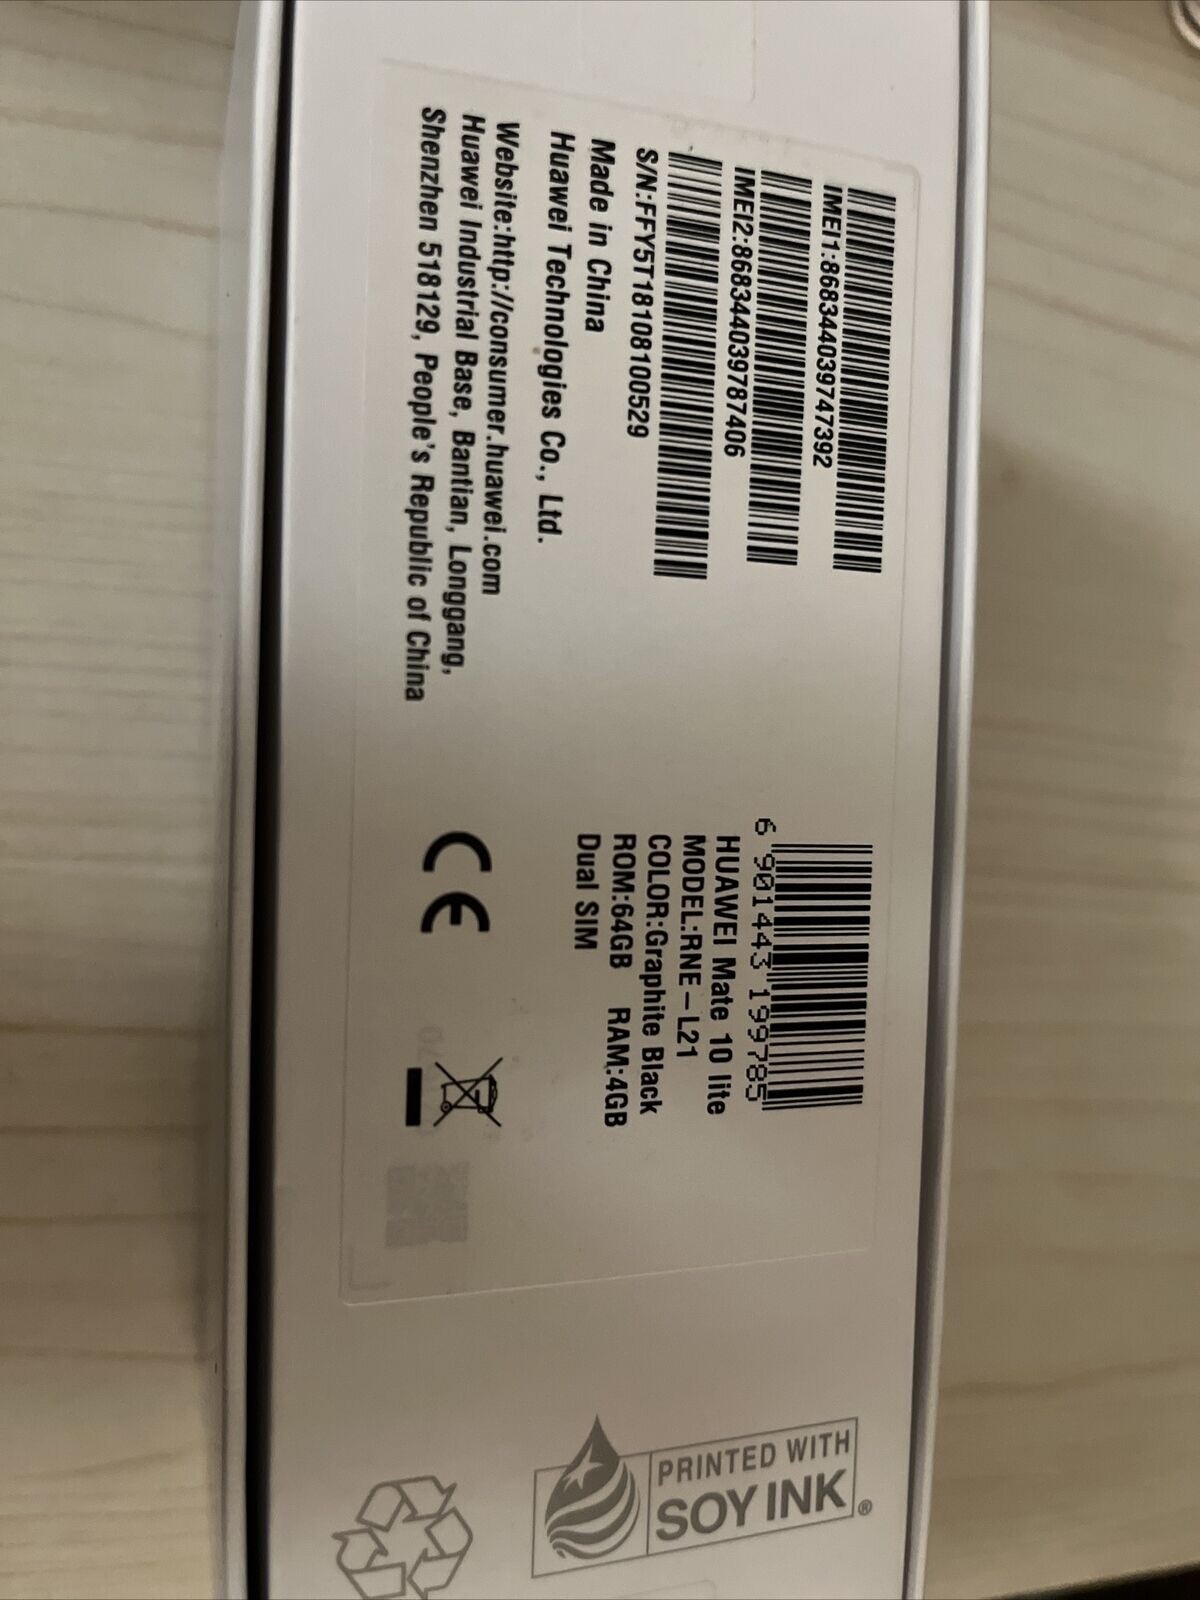 IMEI1:868344039747392
IMEI2:868344039787406
S/N:FFY5T18108100529
Made in China
Huawei Technologies Co., Ltd.
Website:http://consumer.huawei.com
Huawei Industrial Base, Bantian, Longgang,
Shenzhen 518129, People's Republic of China
6 901443 199785
HUAWEI Mate 10 lite
MODEL:RNE-L21
COLOR:Graphite Black
ROM:64GB RAM:4GB
Dual SIM
CE
PRINTED WITH
SOY INK®